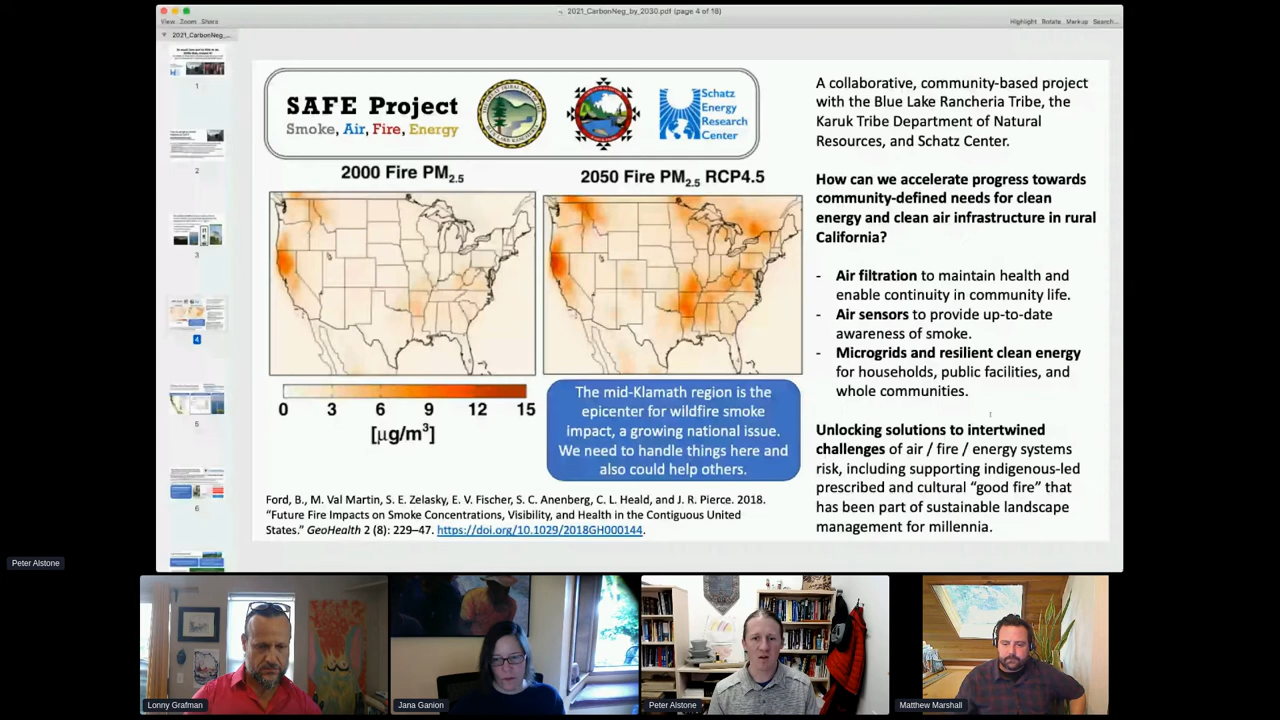 2021_CarbonNeg_by_2030.pdf (page 4 of 18)
View Zoom Share
Highlight Rotate Markup Search...
2021_CarbonNeg_...
1
2
3
4
5
6
SAFE Project
Smoke, Air, Fire, Energy
Schatz
Energy
Research
Center
2000 Fire PM2.5
2050 Fire PM2.5 RCP4.5
0 3 6 9 12 15
[μg/m³]
The mid-Klamath region is the
epicenter for wildfire smoke
impact, a growing national issue.
We need to handle things here and
also could help others.
Ford, B., M. Val Martin, S. E. Zelasky, E. V. Fischer, S. C. Anenberg, C. L. Heald, and J. R. Pierce. 2018.
“Future Fire Impacts on Smoke Concentrations, Visibility, and Health in the Contiguous United
States.” GeoHealth 2 (8): 229–47. https://doi.org/10.1029/2018GH000144.
A collaborative, community-based project
with the Blue Lake Rancheria Tribe, the
Karuk Tribe Department of Natural
Resources, and Schatz Center.
How can we accelerate progress towards
community-defined needs for clean
energy and clean air infrastructure in rural
California?
- Air filtration to maintain health and
enable continuity in community life.
- Air sensors to provide up-to-date
awareness of smoke.
- Microgrids and resilient clean energy
for households, public facilities, and
whole communities.
Unlocking solutions to intertwined
challenges of air / fire / energy systems
risk, including supporting indigenous-led
prescribed and cultural “good fire” that
has been part of sustainable landscape
management for millennia.
Peter Alstone
Lonny Grafman
Jana Ganion
Peter Alstone
Matthew Marshall